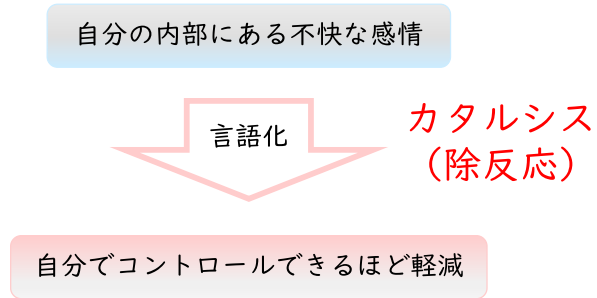 自分の内部にある不快な感情
言語化
カタルシス
（除反応）
自分でコントロールできるほど軽減